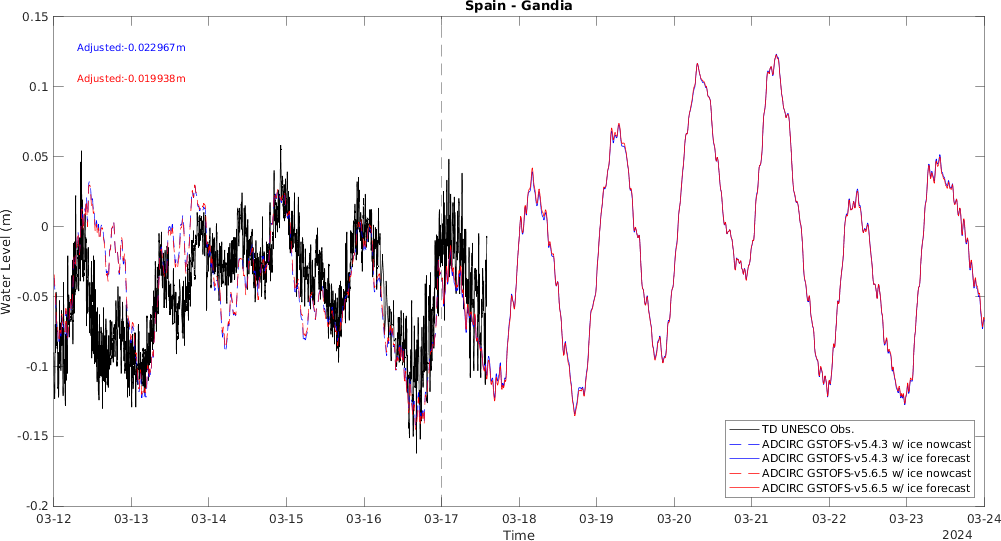 Spain - Gandia
Adjusted:-0.022967m
Adjusted:-0.019938m
0.15
0.1
0.05
0
-0.05
-0.1
-0.15
-0.2
Water Level (m)
TD UNESCO Obs.
ADCIRC GSTOFS-v5.4.3 w/ ice nowcast
ADCIRC GSTOFS-v5.4.3 w/ ice forecast
ADCIRC GSTOFS-v5.6.5 w/ ice nowcast
ADCIRC GSTOFS-v5.6.5 w/ ice forecast
03-12 03-13 03-14 03-15 03-16 03-17 03-18 03-19 03-20 03-21 03-22 03-23 03-24
Time
2024